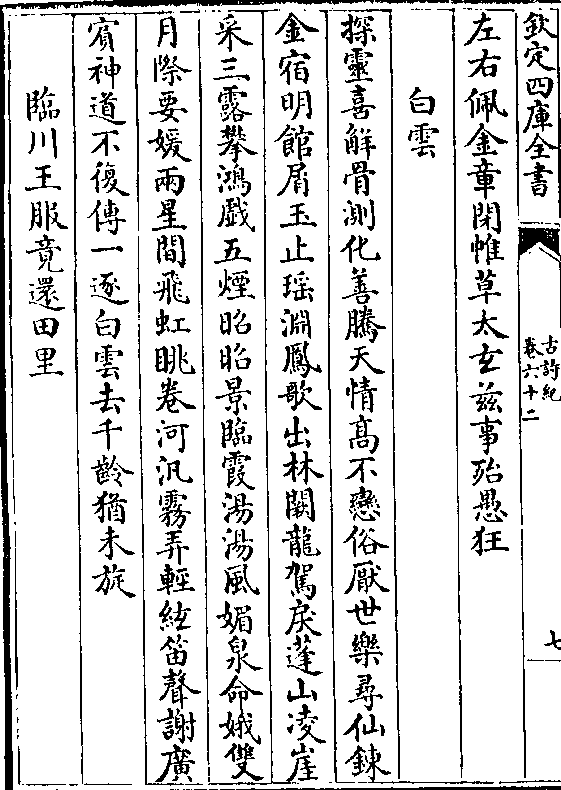 欽定四庫全書
古詩紀
卷六十二
七
左右佩金章閉帷草太玄兹事殆愚狂
白雲
探靈喜解骨測化善騰天情髙不戀俗厭世樂尋仙鍊
金宿明館屑玉止瑶淵鳳歌出林闕龍駕戾蓬山凌崖
采三露攀鴻戲五煙昭昭景臨霞湯湯風媚泉命娥雙
月際要媛兩星間飛虹眺卷河汎霧弄輕絃笛聲謝廣
賔神道不復傳一逐白雲去千齡猶未旋
臨川王服竟還田里